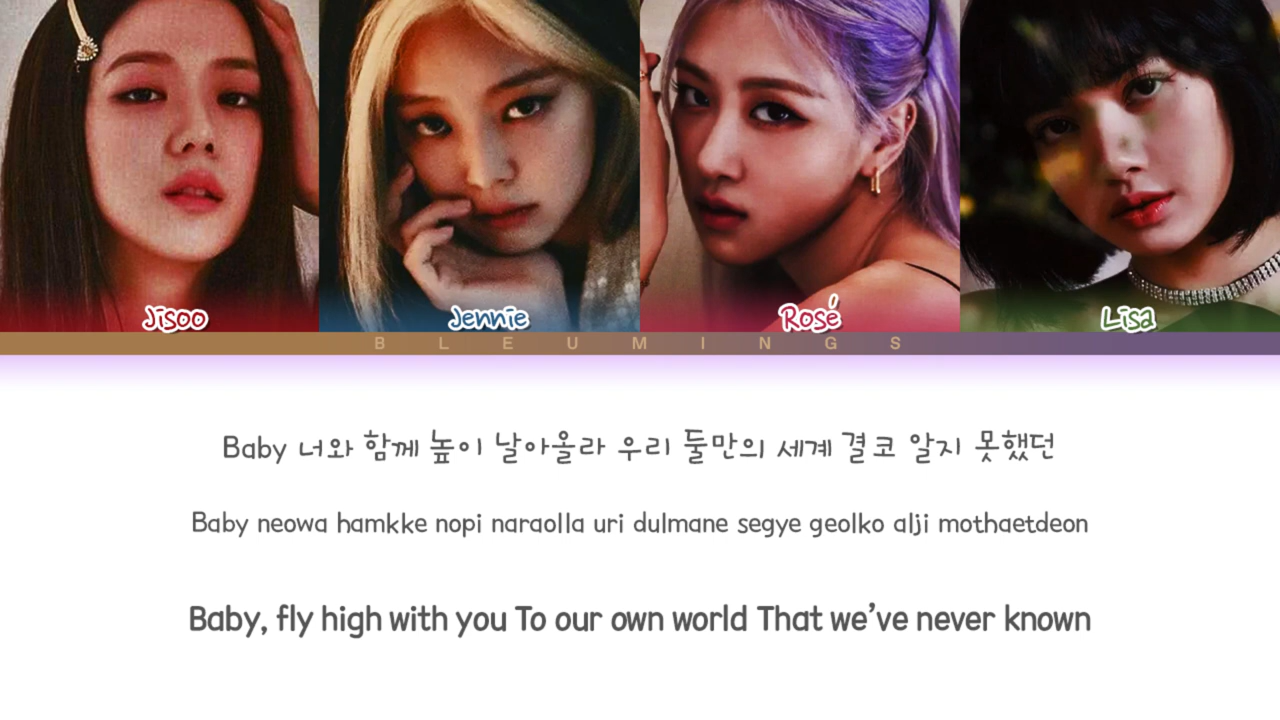 Jisoo
Jennie
Rosé
Lisa
BLEUMINGS
Baby 너와 함께 높이 날아올라 우리 둘만의 세계 결코 알지 못했던
Baby neowa hamkke nopi naraolla uri dulmane segye geolko alji mothaetdeon
Baby, fly high with you To our own world That we’ve never known